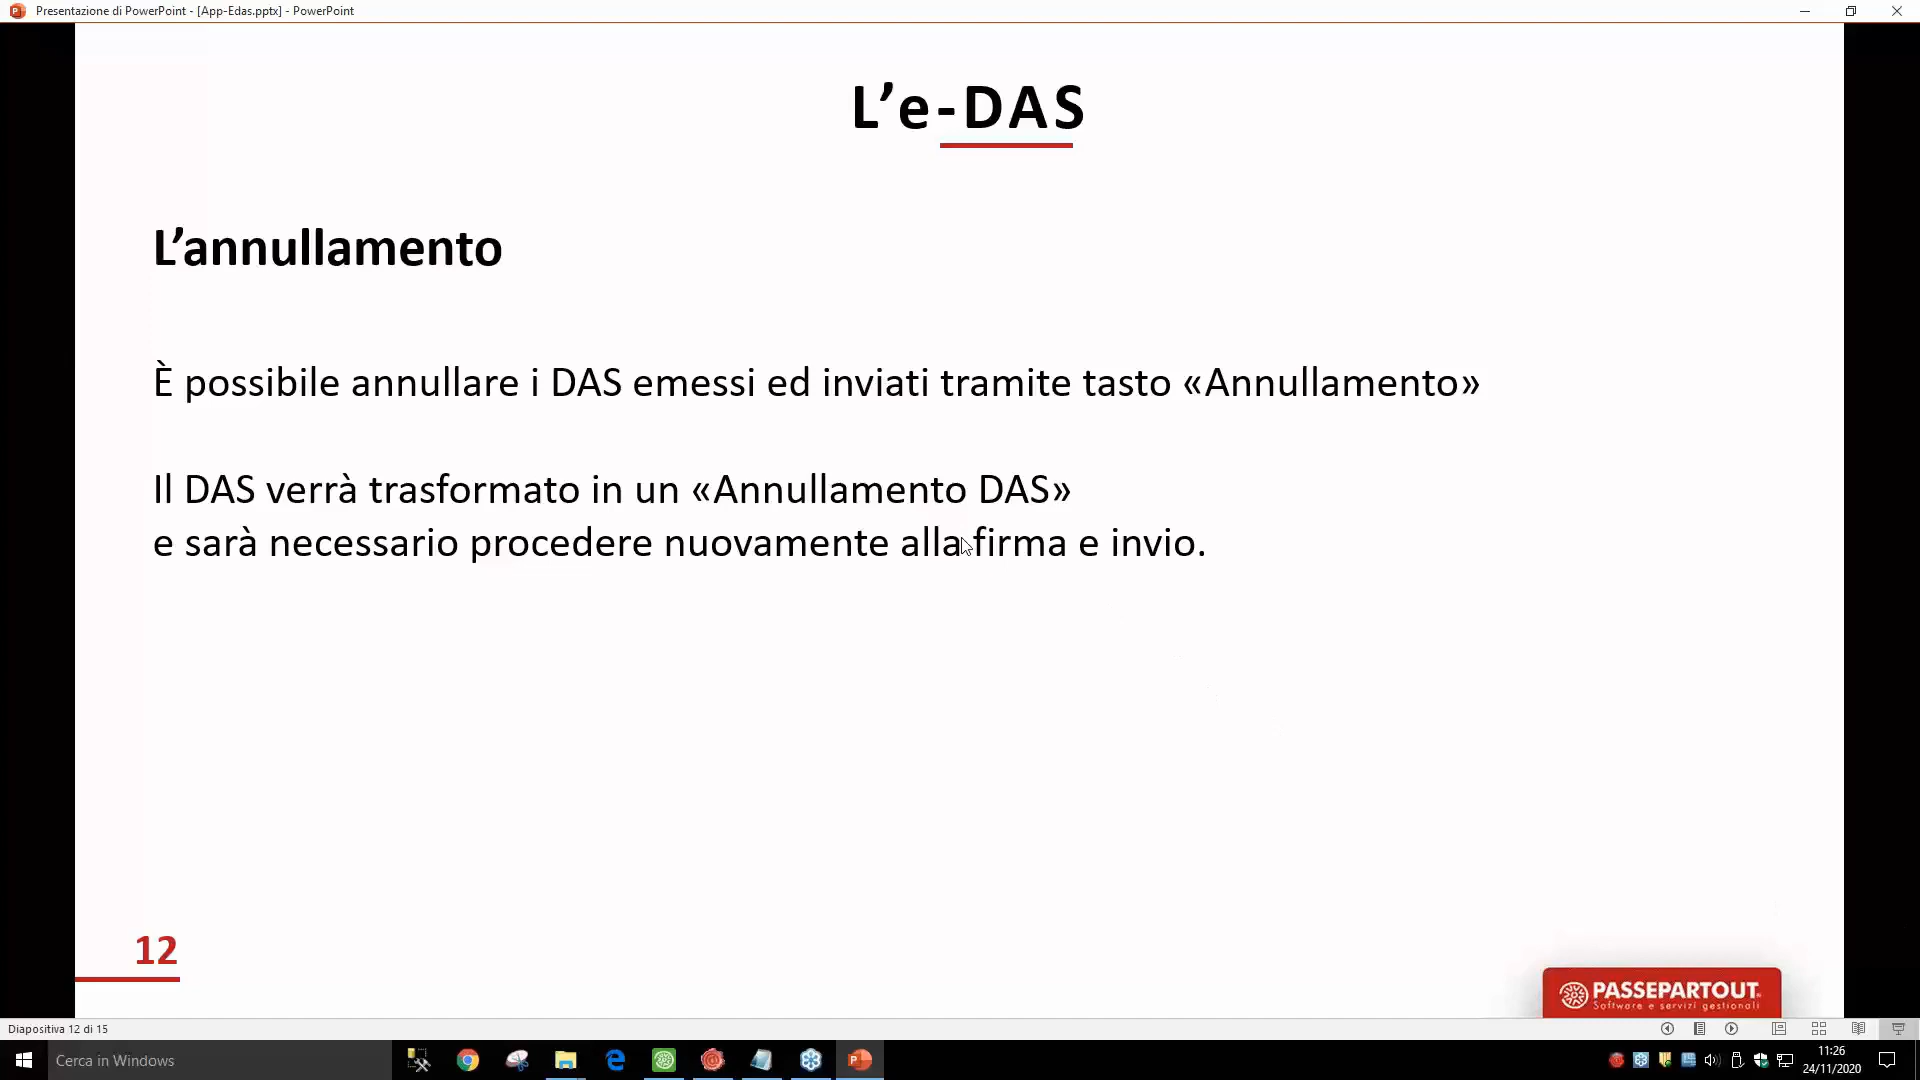 Presentazione di PowerPoint - [App-Edas.pptx] - PowerPoint
L’e-DAS
L’annullamento
È possibile annullare i DAS emessi ed inviati tramite tasto «Annullamento»
Il DAS verrà trasformato in un «Annullamento DAS»
e sarà necessario procedere nuovamente alla firma e invio.
12
PASSEPARTOUT
Software e servizi gestionali
Diapositiva 12 di 15
Cerca in Windows
11:26
24/11/2020